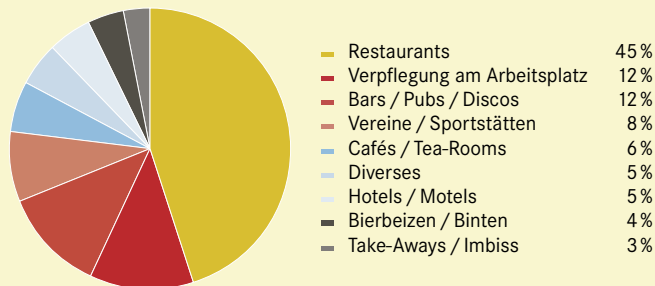 Restaurants 45 %
Verpflegung am Arbeitsplatz 12 %
Bars / Pubs / Discos 12 %
Vereine / Sportstätten 8 %
Cafés / Tea-Rooms 6 %
Diverses 5 %
Hotels / Motels 5 %
Bierbeizen / Binten 4 %
Take-Aways / Imbiss 3 %